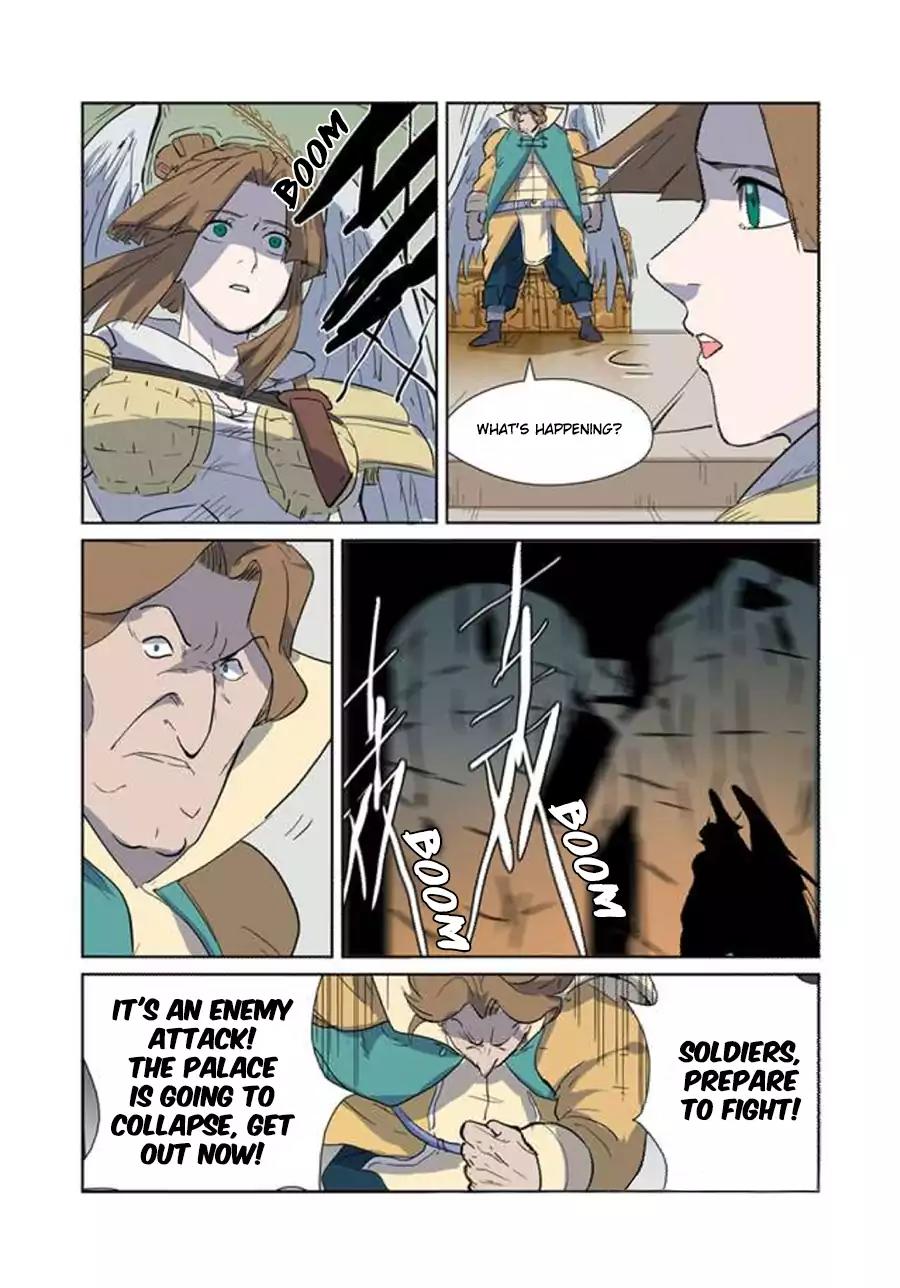 BOOM
WHAT'S HAPPENING?
BOOM
BOOM
IT'S AN ENEMY
ATTACK!
THE PALACE
IS GOING TO
COLLAPSE, GET
OUT NOW!
SOLDIERS,
PREPARE
TO FIGHT!